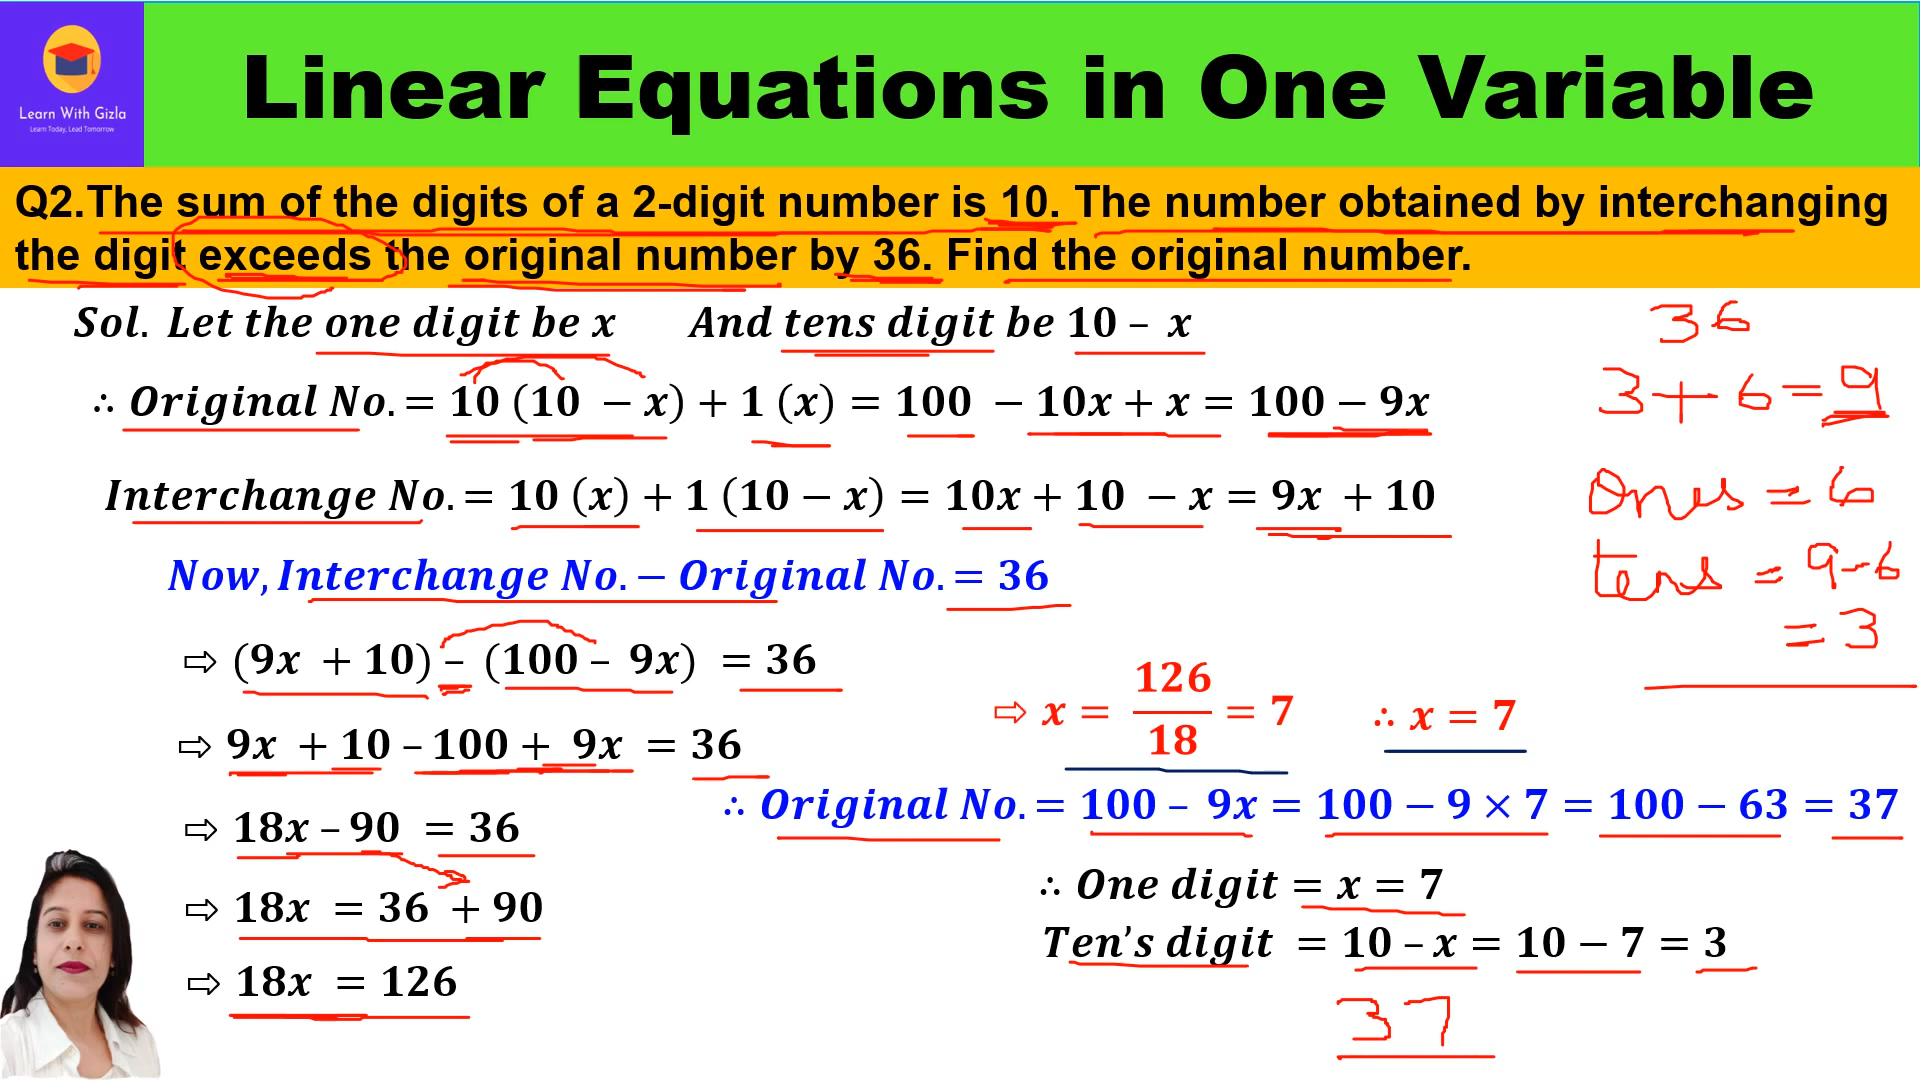 Learn With Gizla
Learn Today, Lead Tomorrow
Linear Equations in One Variable
Q2.The sum of the digits of a 2-digit number is 10. The number obtained by interchanging
the digit exceeds the original number by 36. Find the original number.
Sol. Let the one digit be x And tens digit be 10 – x
∴ Original No. = 10 (10 − x) + 1 (x) = 100 − 10x + x = 100 − 9x
Interchange No. = 10 (x) + 1 (10 − x) = 10x + 10 − x = 9x + 10
Now, Interchange No. − Original No. = 36
⇨ (9x + 10) – (100 – 9x) = 36
⇨ 9x + 10 – 100 + 9x = 36
⇨ 18x – 90 = 36
⇨ 18x = 36 + 90
⇨ 18x = 126
⇨ x = 126/18 = 7 ∴ x = 7
∴ Original No. = 100 – 9x = 100 − 9 × 7 = 100 − 63 = 37
∴ One digit = x = 7
Ten's digit = 10 – x = 10 − 7 = 3
37
36
3+6=9
Ones = 6
tens = 9-6
= 3